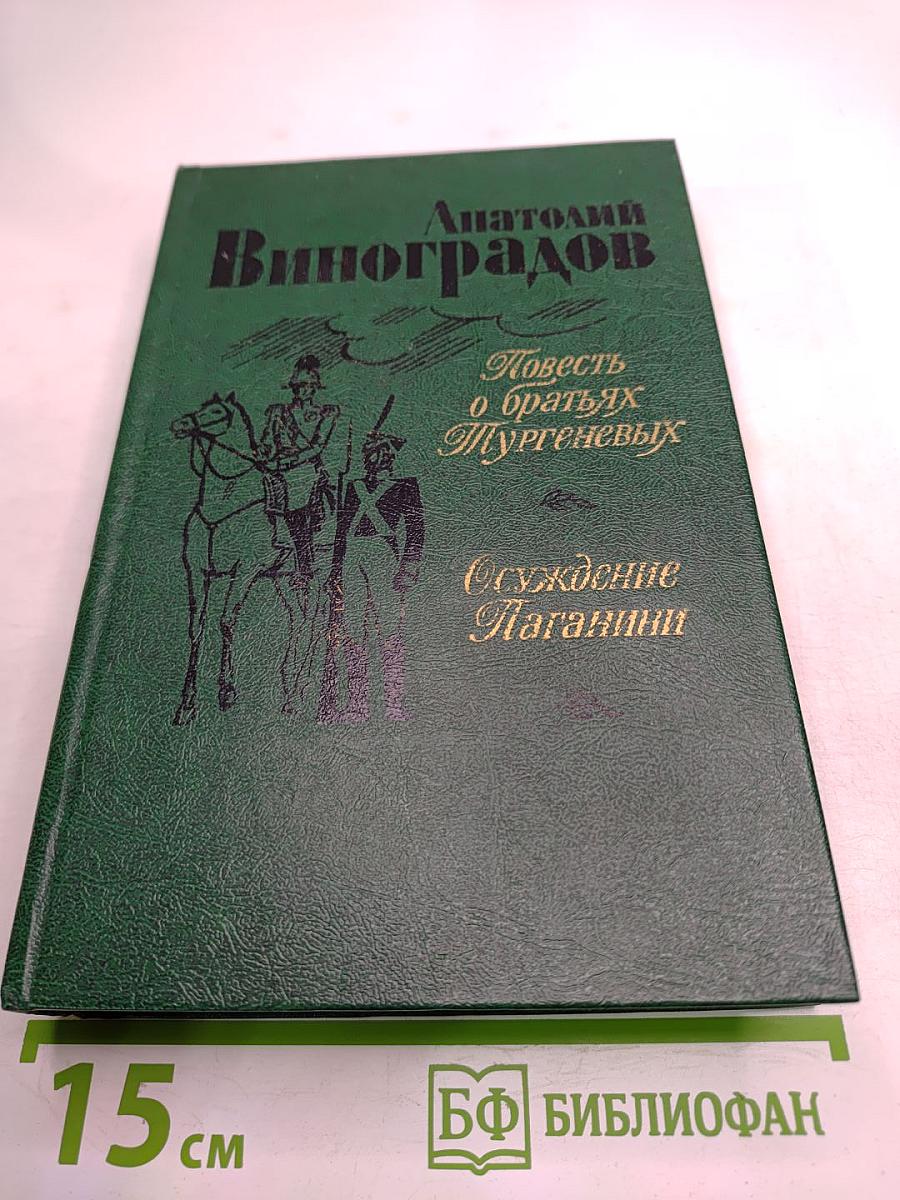 Анатолий
Виноградов
Повесть
о братьях
Тургеневых
Осуждение
Паганини
15 см
БФ БИБЛИОФАН